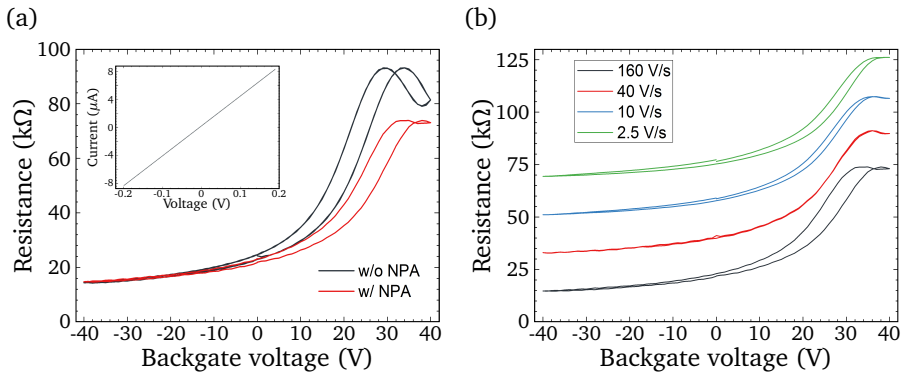 (a)
100
80
60
40
20
0
Resistance (kΩ)
-40 -30 -20 -10 0 10 20 30 40
Backgate voltage (V)
8
4
0
-4
-8
Current (μA)
-0.2 -0.1 0.0 0.1 0.2
Voltage (V)
w/o NPA
w/ NPA
(b)
125
100
75
50
25
0
Resistance (kΩ)
-40 -30 -20 -10 0 10 20 30 40
Backgate voltage (V)
160 V/s
40 V/s
10 V/s
2.5 V/s